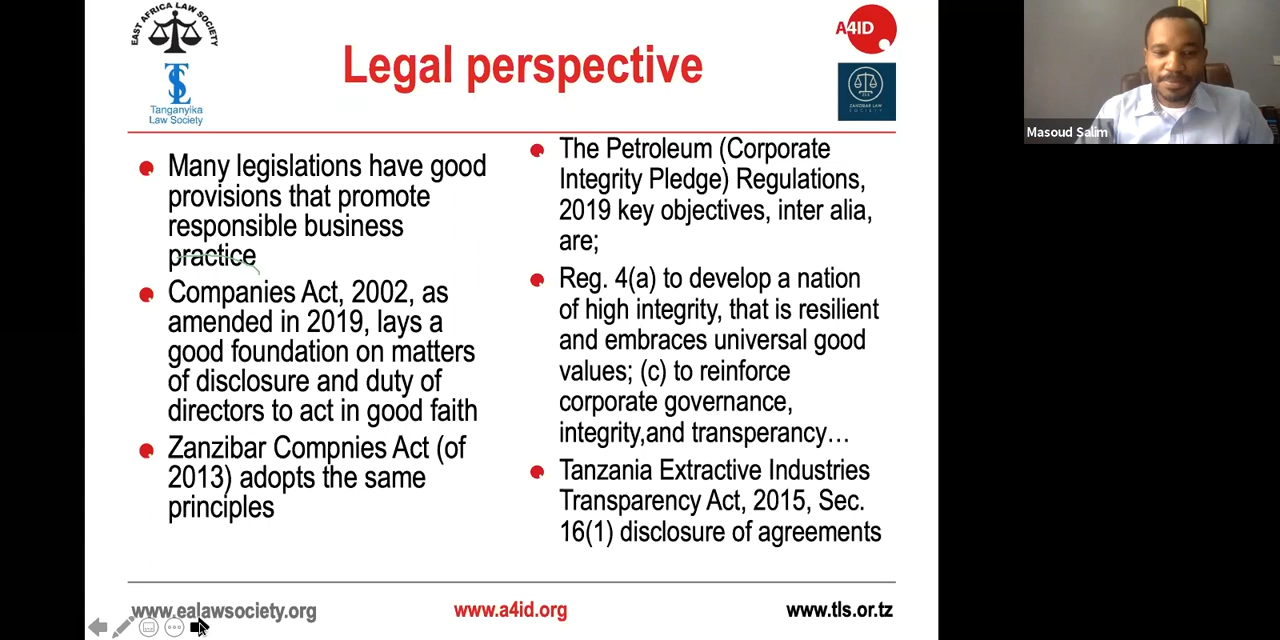 EAST AFRICA LAW SOCIETY
TLS
Tanganyika
Law Society
Legal perspective
A4ID
ZANZIBAR LAW
SOCIETY
Masoud Salim
Many legislations have good
provisions that promote
responsible business
practice
Companies Act, 2002, as
amended in 2019, lays a
good foundation on matters
of disclosure and duty of
directors to act in good faith
Zanzibar Compnies Act (of
2013) adopts the same
principles
The Petroleum (Corporate
Integrity Pledge) Regulations,
2019 key objectives, inter alia,
are;
Reg. 4(a) to develop a nation
of high integrity, that is resilient
and embraces universal good
values; (c) to reinforce
corporate governance,
integrity,and transperancy…
Tanzania Extractive Industries
Transparency Act, 2015, Sec.
16(1) disclosure of agreements
www.ealawsociety.org
www.a4id.org
www.tls.or.tz